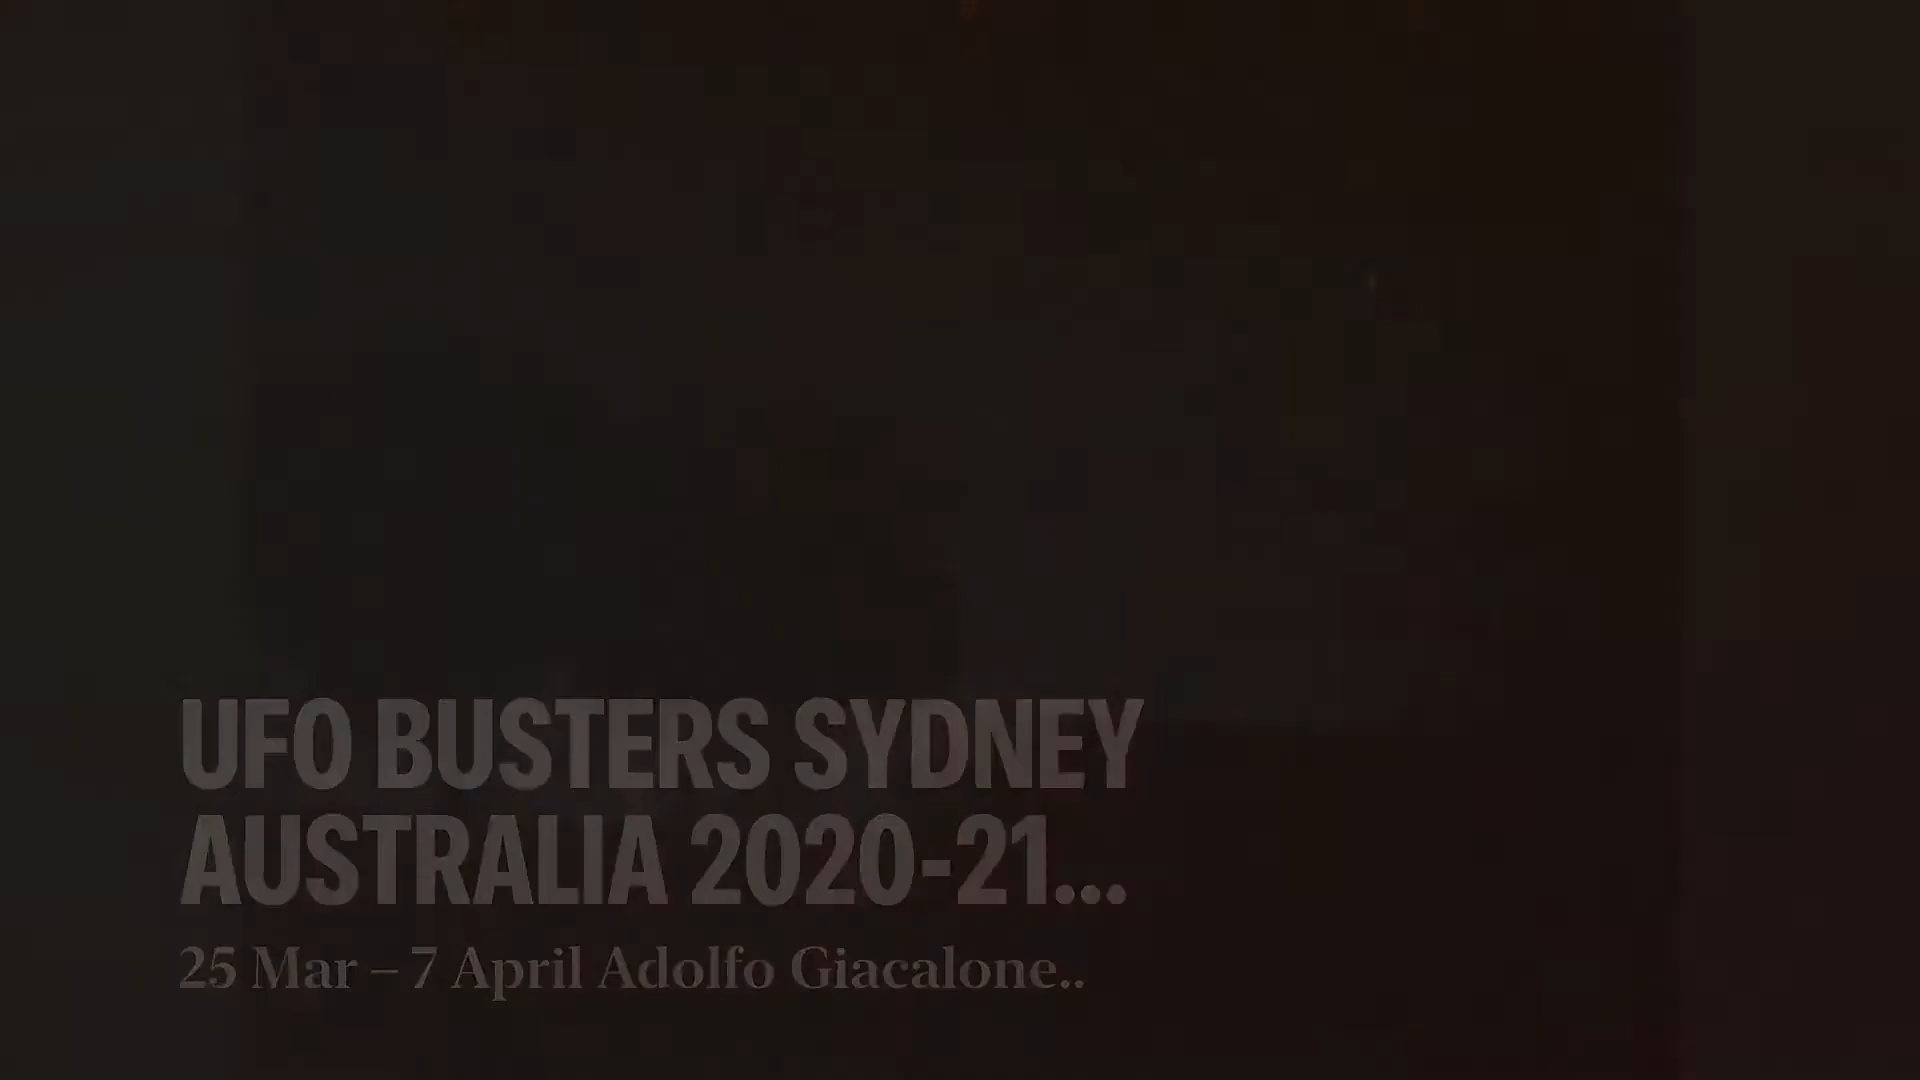 UFO BUSTERS SYDNEY
AUSTRALIA 2020-21...
25 Mar – 7 April Adolfo Giacalone..